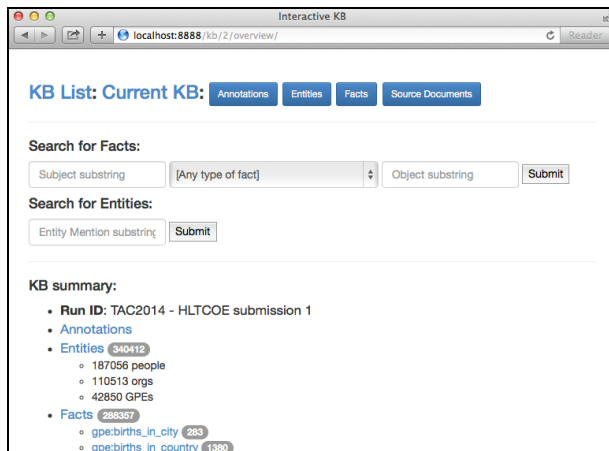 Interactive KB
localhost:8888/kb/2/overview/
Reader
KB List: Current KB: Annotations Entities Facts Source Documents
Search for Facts:
Subject substring [Any type of fact] Object substring Submit
Search for Entities:
Entity Mention substring Submit
KB summary:
• Run ID: TAC2014 - HLTCOE submission 1
• Annotations
• Entities 340412
◦ 187056 people
◦ 110513 orgs
◦ 42850 GPEs
• Facts 288357
◦ gpe:births_in_city 283
◦ gpe:births_in_country 1380